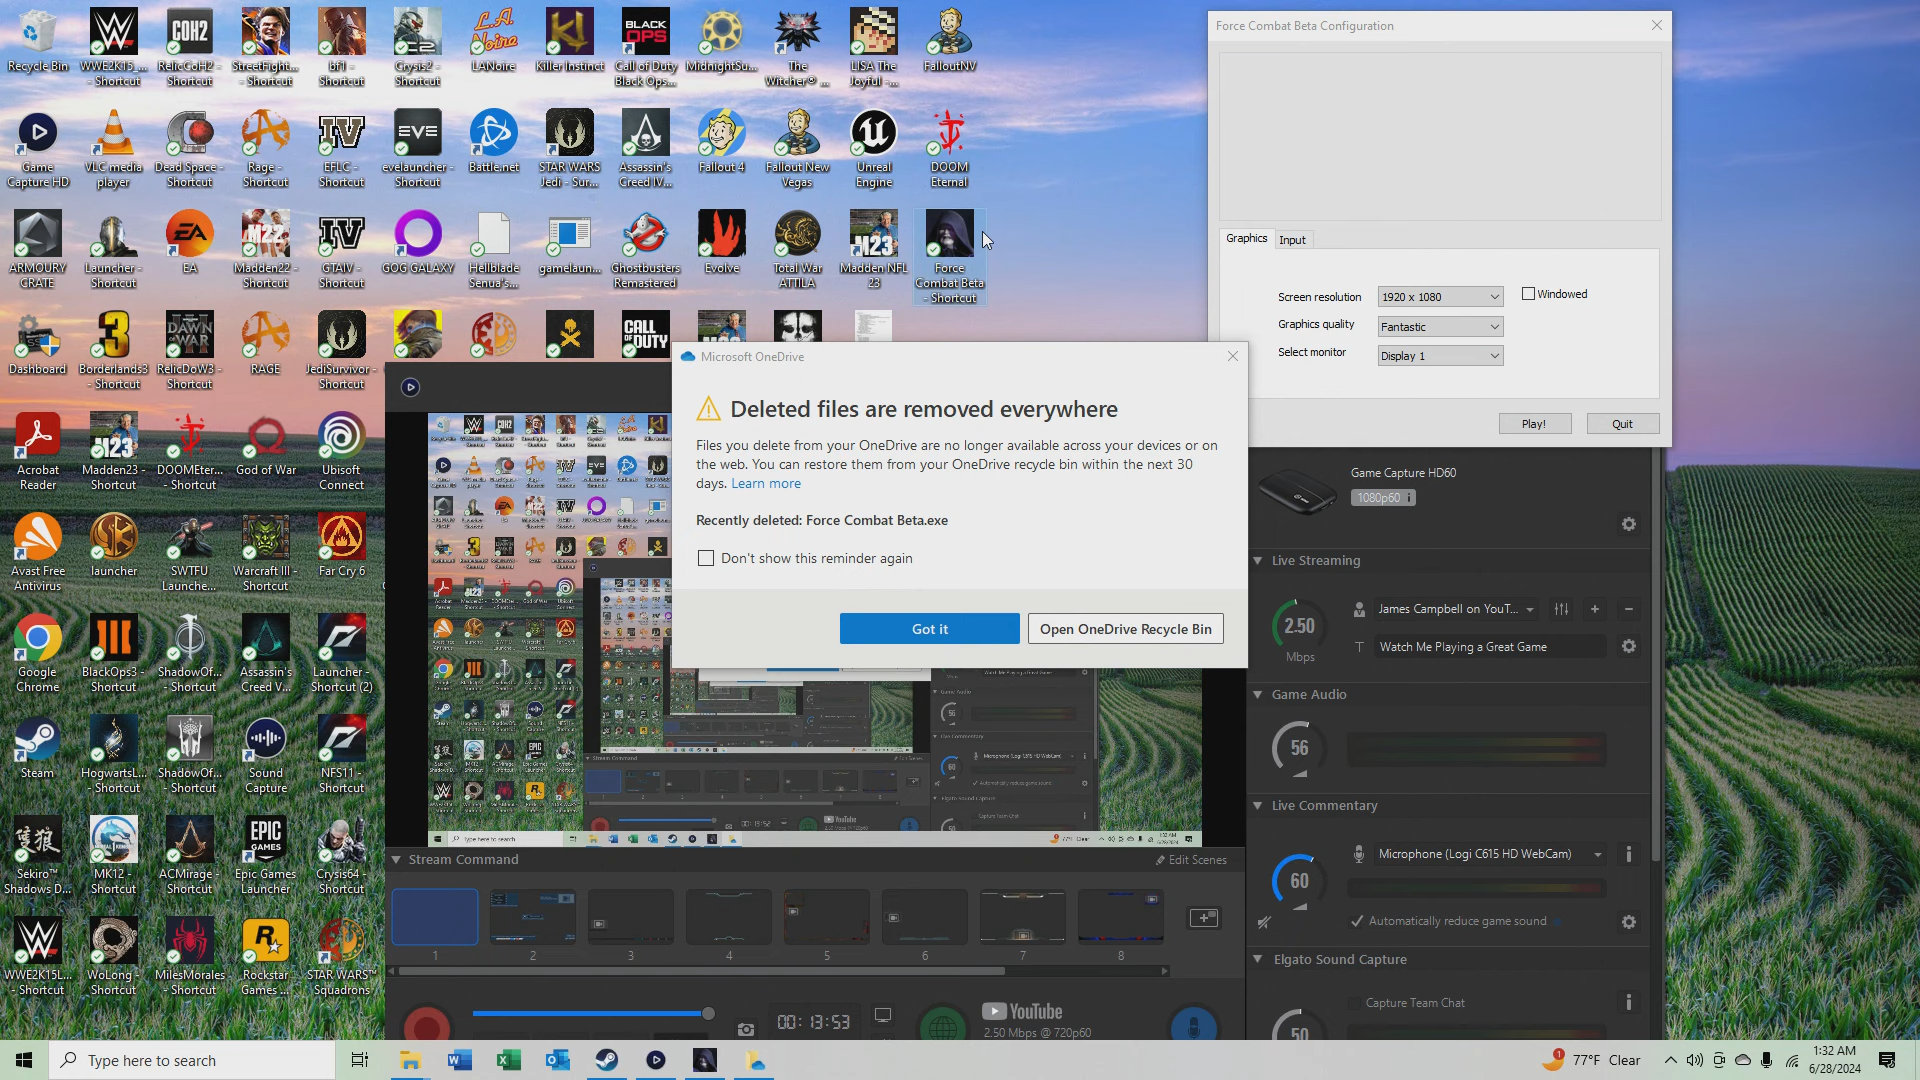 Recycle Bin
WWE2K15_...
- Shortcut
RelicCoH2 -
Shortcut
StreetFight...
- Shortcut
bf1 -
Shortcut
Crysis2 -
Shortcut
LANoire
Killer Instinct
Call of Duty
Black Ops...
MidnightSu...
The
Witcher® ...
LISA The
Joyful -...
FalloutNV
Game
Capture HD
VLC media
player
Dead Space -
Shortcut
Rage -
Shortcut
EFLC -
Shortcut
evelauncher -
Shortcut
Battle.net
STAR WARS
Jedi - Sur...
Assassin's
Creed IV...
Fallout 4
Fallout New
Vegas
Unreal
Engine
DOOM
Eternal
ARMOURY
CRATE
Launcher -
Shortcut
EA
Madden22 -
Shortcut
GTAIV -
Shortcut
GOG GALAXY
Hellblade
Senua's...
gamelaun...
Ghostbusters
Remastered
Evolve
Total War
ATTILA
Madden NFL
23
Force
Combat Beta
- Shortcut
Dashboard
Borderlands3
- Shortcut
RelicDoW3 -
Shortcut
RAGE
JediSurvivor -
Shortcut
Acrobat
Reader
Madden23 -
Shortcut
DOOMEter...
- Shortcut
God of War
Ubisoft
Connect
Avast Free
Antivirus
launcher
SWTFU
Launche...
Warcraft III -
Shortcut
Far Cry 6
Google
Chrome
BlackOps3 -
Shortcut
ShadowOf...
- Shortcut
Assassin's
Creed V...
Launcher -
Shortcut (2)
Steam
HogwartsL...
- Shortcut
ShadowOf...
- Shortcut
Sound
Capture
NFS11 -
Shortcut
Sekiro™
Shadows D...
MK12 -
Shortcut
ACMirage -
Shortcut
Epic Games
Launcher
Crysis64 -
Shortcut
WWE2K15L...
- Shortcut
WoLong -
Shortcut
MilesMorales
- Shortcut
Rockstar
Games ...
STAR WARS™
Squadrons
Force Combat Beta Configuration
Graphics
Input
Screen resolution
1920 x 1080
Windowed
Graphics quality
Fantastic
Select monitor
Display 1
Play!
Quit
Microsoft OneDrive
Deleted files are removed everywhere
Files you delete from your OneDrive are no longer available across your devices or on
the web. You can restore them from your OneDrive recycle bin within the next 30
days. Learn more
Recently deleted: Force Combat Beta.exe
Don't show this reminder again
Got it
Open OneDrive Recycle Bin
Game Capture HD60
1080p60 i
Live Streaming
2.50
Mbps
James Campbell on YouT...
T Watch Me Playing a Great Game
Game Audio
56
Live Commentary
60
Microphone (Logi C615 HD WebCam)
Automatically reduce game sound
Elgato Sound Capture
Capture Team Chat
50
Stream Command
Edit Scenes
1
2
3
4
5
6
7
8
00:13:53
YouTube
2.50 Mbps @ 720p60
Type here to search
77°F Clear
1:32 AM
6/28/2024